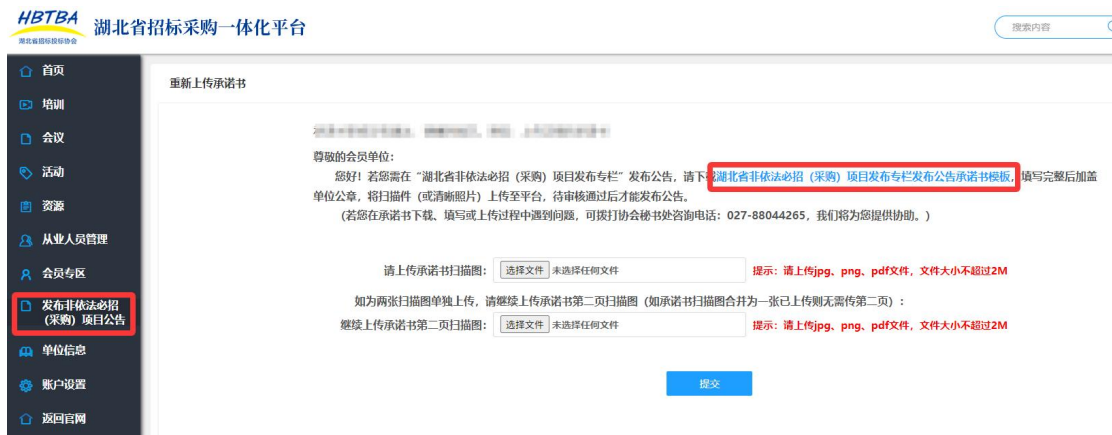 HBTBA
湖北省招标投标协会
湖北省招标采购一体化平台
搜索内容
首页
培训
会议
活动
资源
从业人员管理
会员专区
发布非依法必招
(采购)项目公告
单位信息
账户设置
返回官网
重新上传承诺书
尊敬的会员单位：
您好！若您需在“湖北省非依法必招（采购）项目发布专栏”发布公告，请下载湖北省非依法必招（采购）项目发布专栏发布公告承诺书模板，填写完整后加盖
单位公章，将扫描件（或清晰照片）上传至平台，待审核通过后才能发布公告。
（若您在承诺书下载、填写或上传过程中遇到问题，可拨打协会秘书处咨询电话：027-88044265，我们将为您提供协助。）
请上传承诺书扫描图： 选择文件 未选择任何文件 提示：请上传jpg、png、pdf文件，文件大小不超过2M
如为两张扫描图单独上传，请继续上传承诺书第二页扫描图（如承诺书扫描图合并为一张已上传则无需传第二页）：
继续上传承诺书第二页扫描图： 选择文件 未选择任何文件 提示：请上传jpg、png、pdf文件，文件大小不超过2M
提交